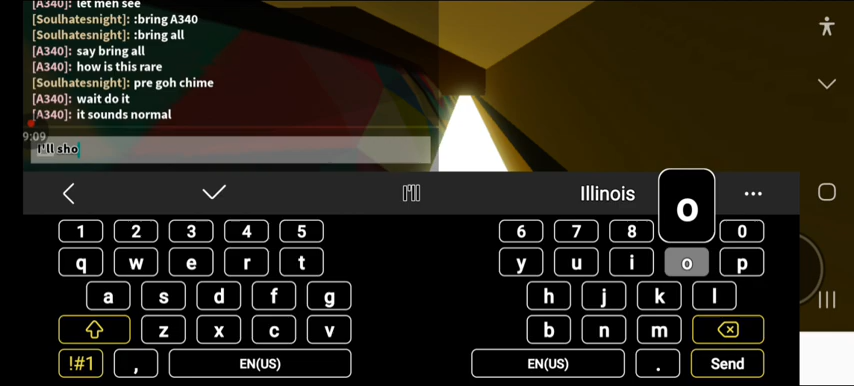 [A340]: let men see
[Soulhatesnight]: :bring A340
[Soulhatesnight]: :bring all
[A340]: say bring all
[A340]: how is this rare
[Soulhatesnight]: pre goh chime
[A340]: wait do it
[A340]: it sounds normal
9:09
I'll sho
Illinois
o
1 2 3 4 5 6 7 8 0
q w e r t y u i o p
a s d f g h j k l
z x c v b n m
!#1 , EN(US) EN(US) . Send